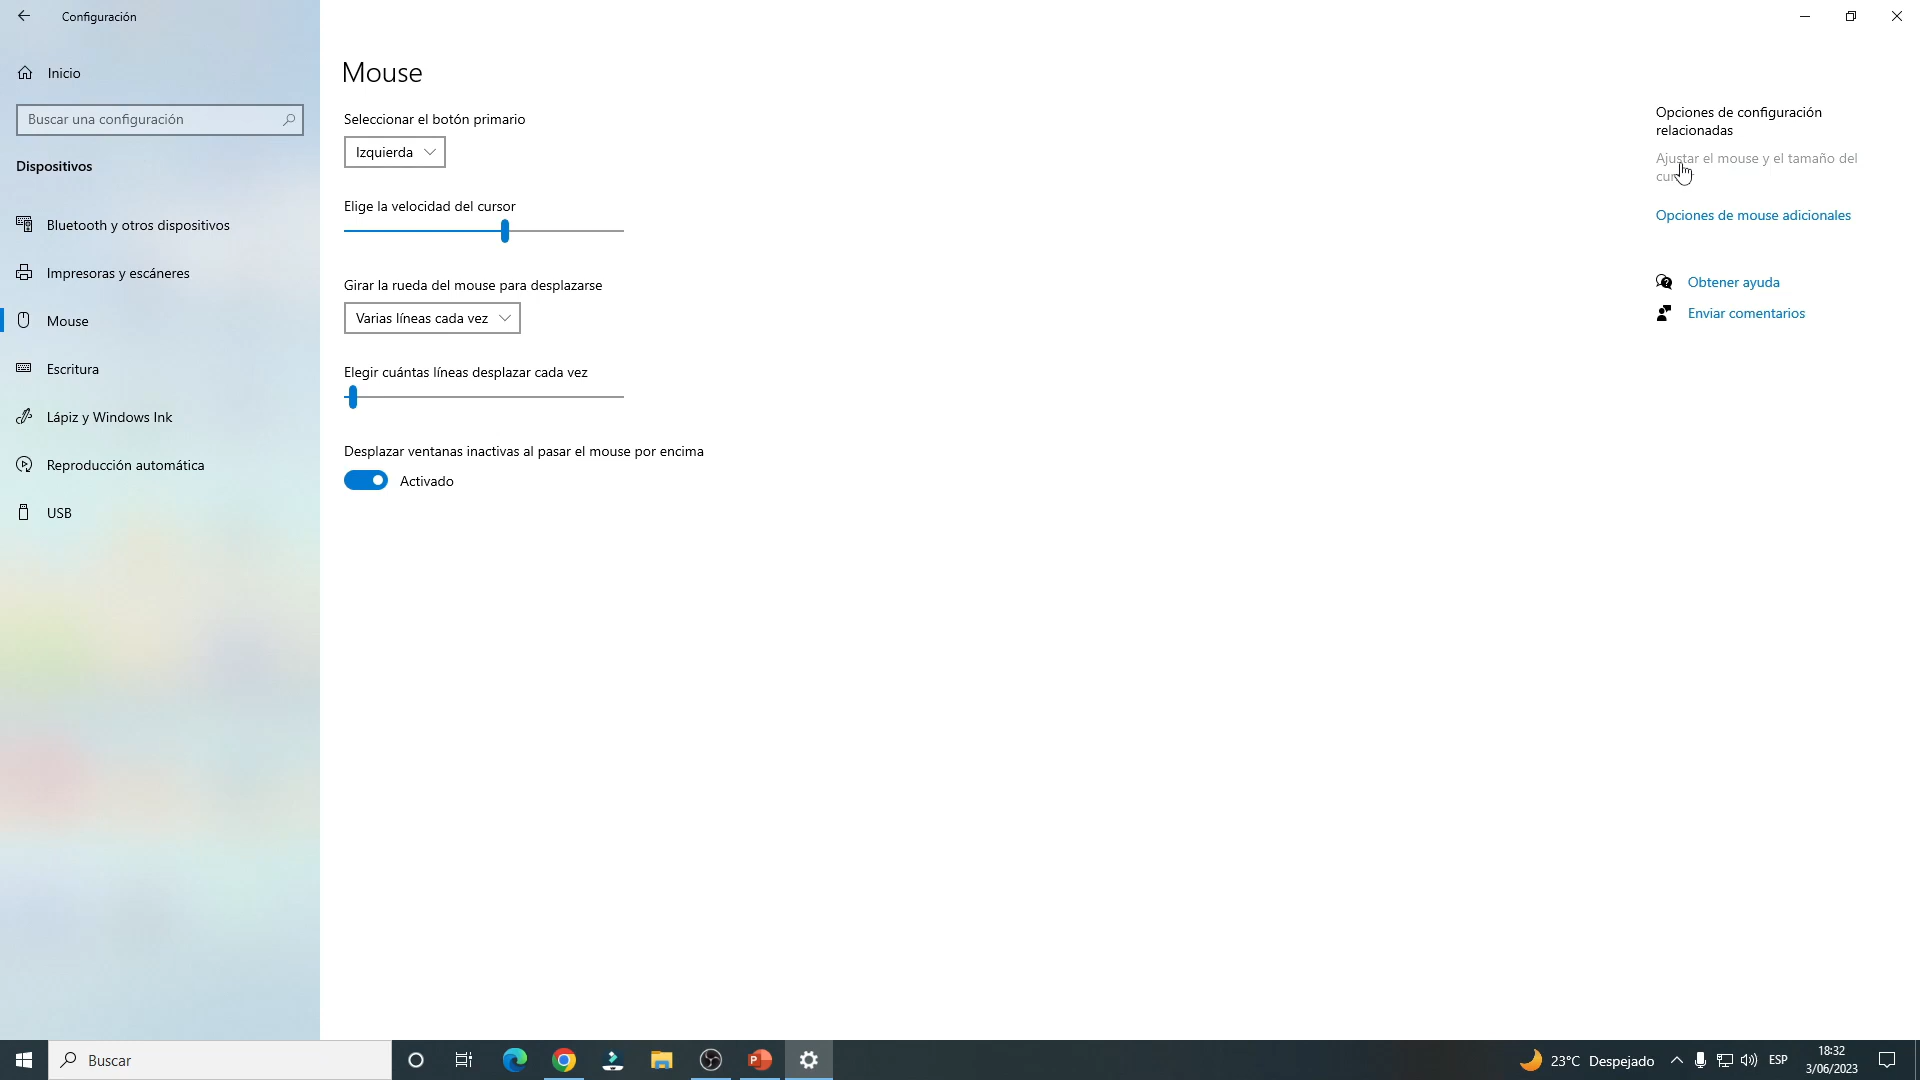 Configuración
Inicio
Buscar una configuración
Dispositivos
Bluetooth y otros dispositivos
Impresoras y escáneres
Mouse
Escritura
Lápiz y Windows Ink
Reproducción automática
USB
Mouse
Seleccionar el botón primario
Izquierda
Elige la velocidad del cursor
Girar la rueda del mouse para desplazarse
Varias líneas cada vez
Elegir cuántas líneas desplazar cada vez
Desplazar ventanas inactivas al pasar el mouse por encima
Activado
Opciones de configuración
relacionadas
Ajustar el mouse y el tamaño del
Opciones de mouse adicionales
Obtener ayuda
Enviar comentarios
Buscar
23°C Despejado
ESP
18:32
3/06/2023